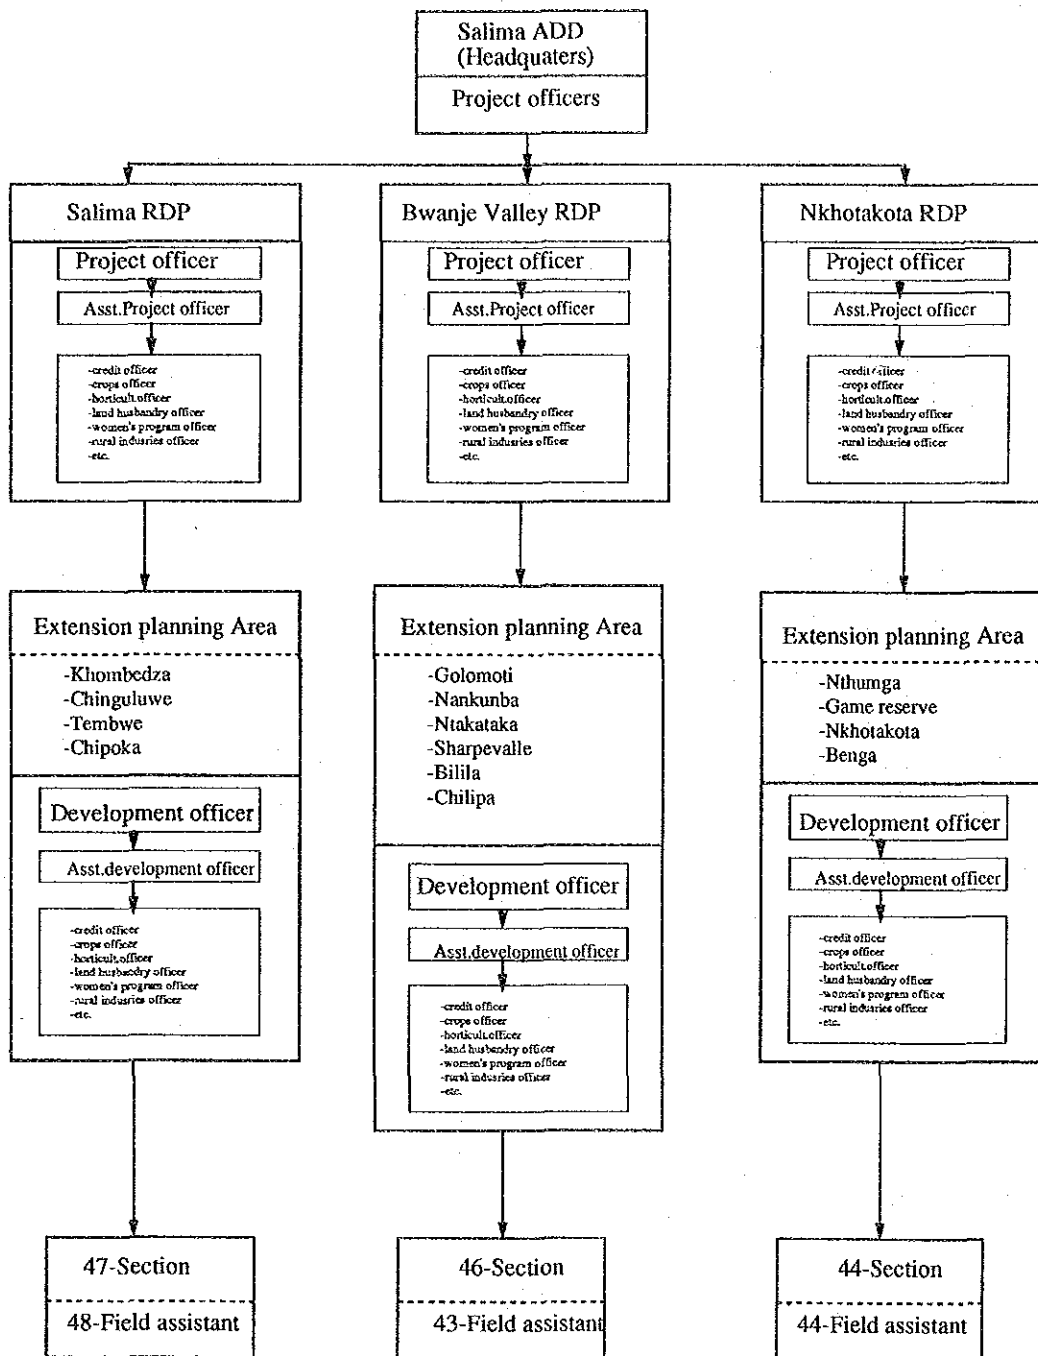 Salima ADD
(Headquaters)
Project officers
Salima RDP
Project officer
Asst.Project officer
-credit officer
-crops officer
-horticult.officer
-land husbandry officer
-women's program officer
-rural indusries officer
-etc.
Bwanje Valley RDP
Project officer
Asst.Project officer
-credit officer
-crops officer
-horticult.officer
-land husbandry officer
-women's program officer
-rural indusries officer
-etc.
Nkhotakota RDP
Project officer
Asst.Project officer
-credit officer
-crops officer
-horticult.officer
-land husbandry officer
-women's program officer
-rural indusries officer
-etc.
Extension planning Area
-Khombedza
-Chinguluwe
-Tembwe
-Chipoka
Development officer
Asst.development officer
-credit officer
-crops officer
-horticult.officer
-land husbandry officer
-women's program officer
-rural indusries officer
-etc.
Extension planning Area
-Golomoti
-Nankunba
-Ntakataka
-Sharpevalle
-Bilila
-Chilipa
Development officer
Asst.development officer
-credit officer
-crops officer
-horticult.officer
-land husbandry officer
-women's program officer
-rural indusries officer
-etc.
Extension planning Area
-Nthumga
-Game reserve
-Nkhotakota
-Benga
Development officer
Asst.development officer
-credit officer
-crops officer
-horticult.officer
-land husbandry officer
-women's program officer
-rural indusries officer
-etc.
47-Section
48-Field assistant
46-Section
43-Field assistant
44-Section
44-Field assistant